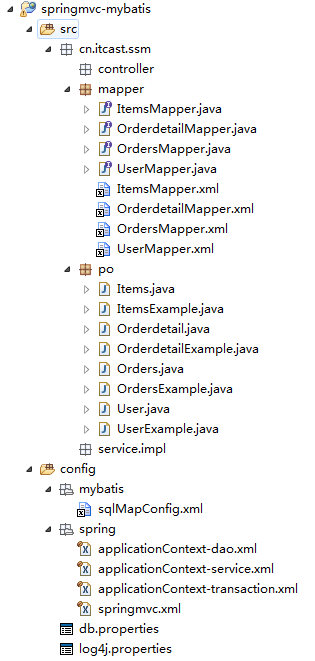 springmvc-mybatis
src
cn.itcast.ssm
controller
mapper
ItemsMapper.java
OrderdetailMapper.java
OrdersMapper.java
UserMapper.java
ItemsMapper.xml
OrderdetailMapper.xml
OrdersMapper.xml
UserMapper.xml
po
Items.java
ItemsExample.java
Orderdetail.java
OrderdetailExample.java
Orders.java
OrdersExample.java
User.java
UserExample.java
service.impl
config
mybatis
sqlMapConfig.xml
spring
applicationContext-dao.xml
applicationContext-service.xml
applicationContext-transaction.xml
springmvc.xml
db.properties
log4j.properties